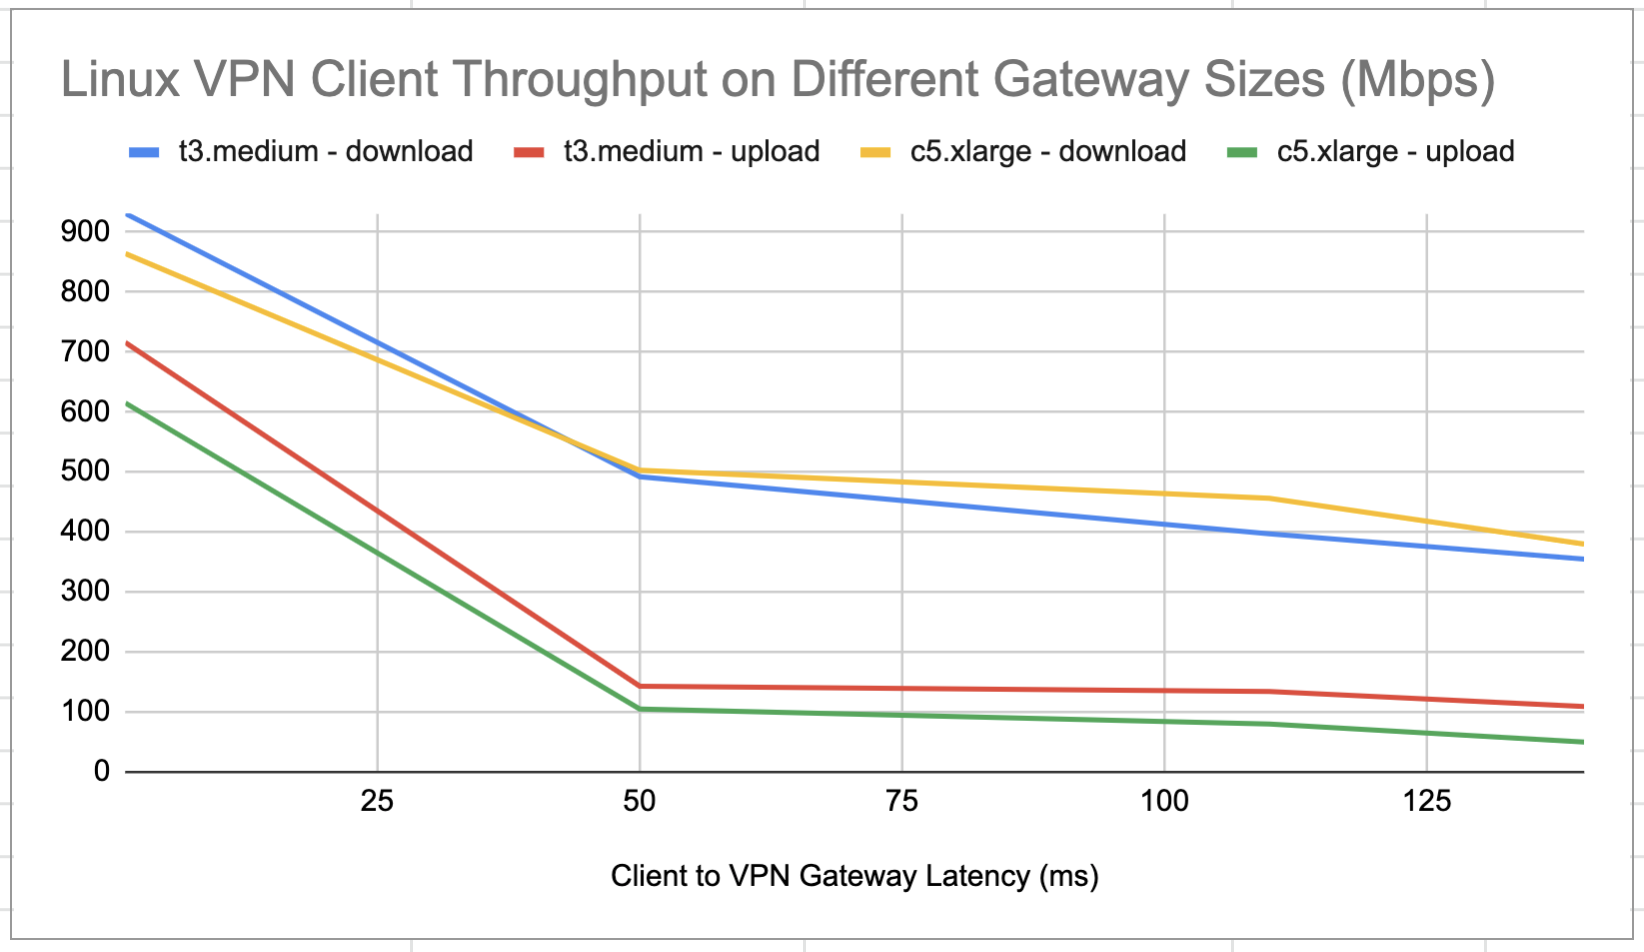 Linux VPN Client Throughput on Different Gateway Sizes (Mbps)
t3.medium - download t3.medium - upload c5.xlarge - download c5.xlarge - upload
900
800
700
600
500
400
300
200
100
0
25 50 75 100 125
Client to VPN Gateway Latency (ms)